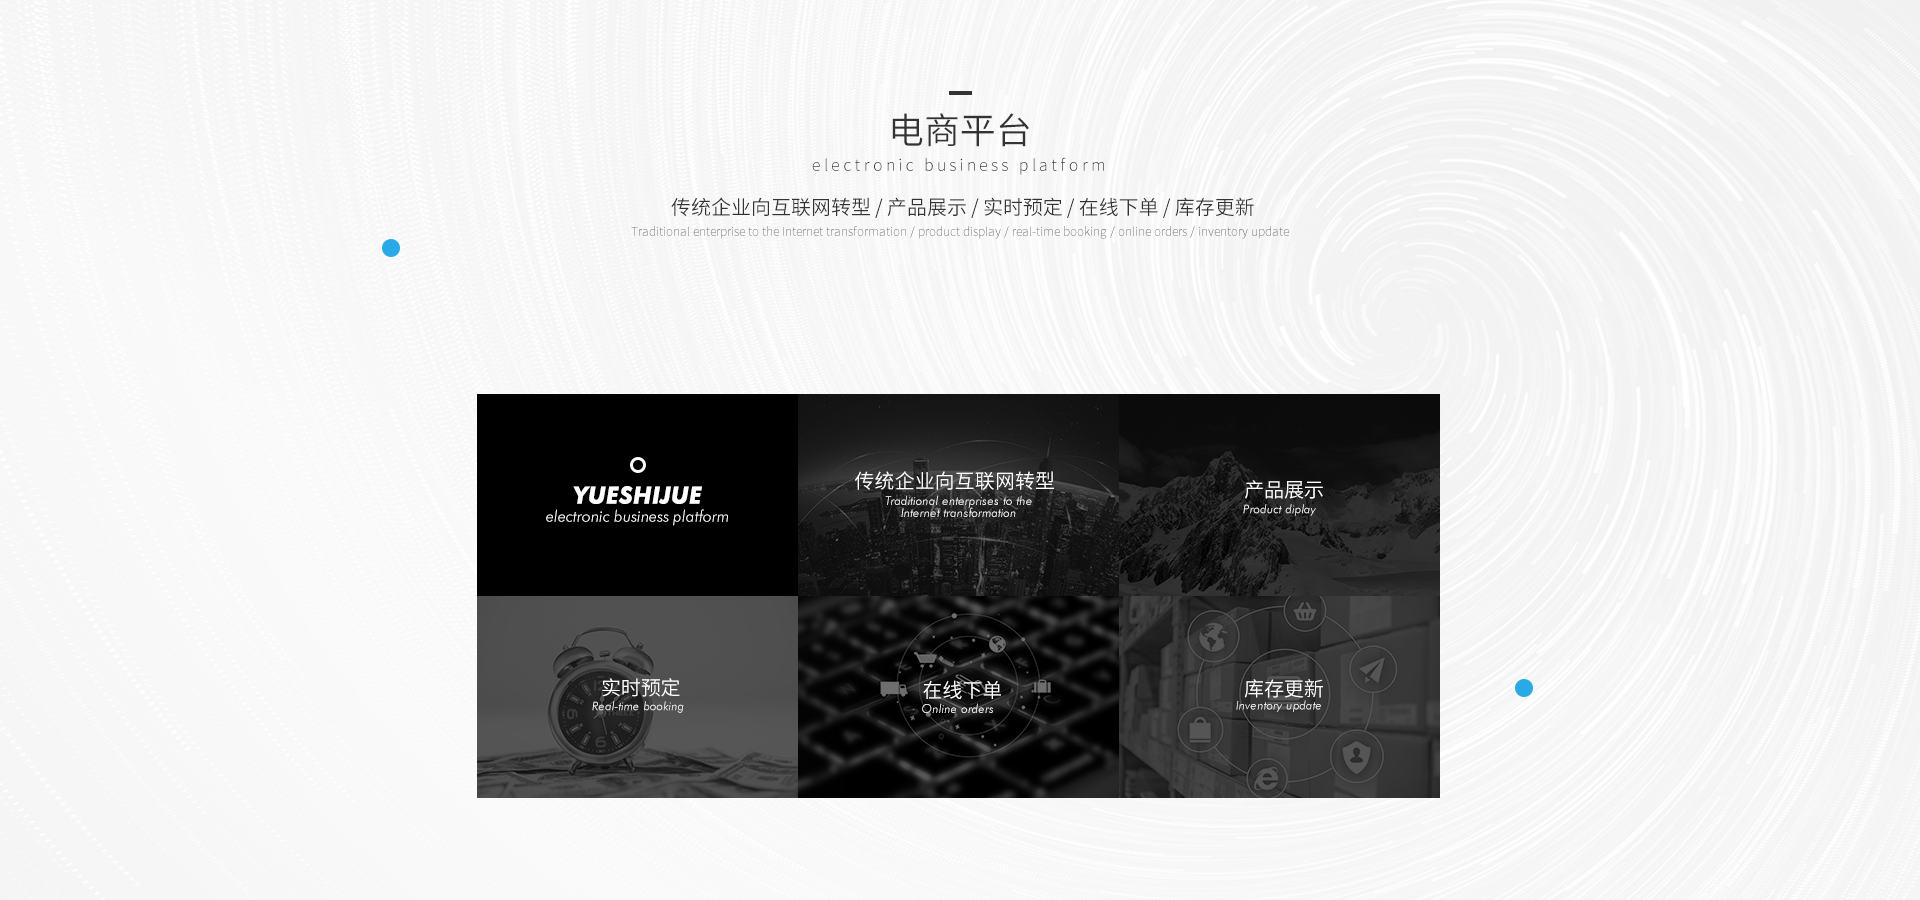 电商平台
electronic business platform
传统企业向互联网转型 / 产品展示 / 实时预定 / 在线下单 / 库存更新
Traditional enterprise to the Internet transformation / product display / real-time booking / online orders / inventory update
YUESHIJUE
electronic business platform
传统企业向互联网转型
Traditional enterprises to the
Internet transformation
产品展示
Product diplay
实时预定
Real-time booking
在线下单
Online orders
库存更新
Inventory update